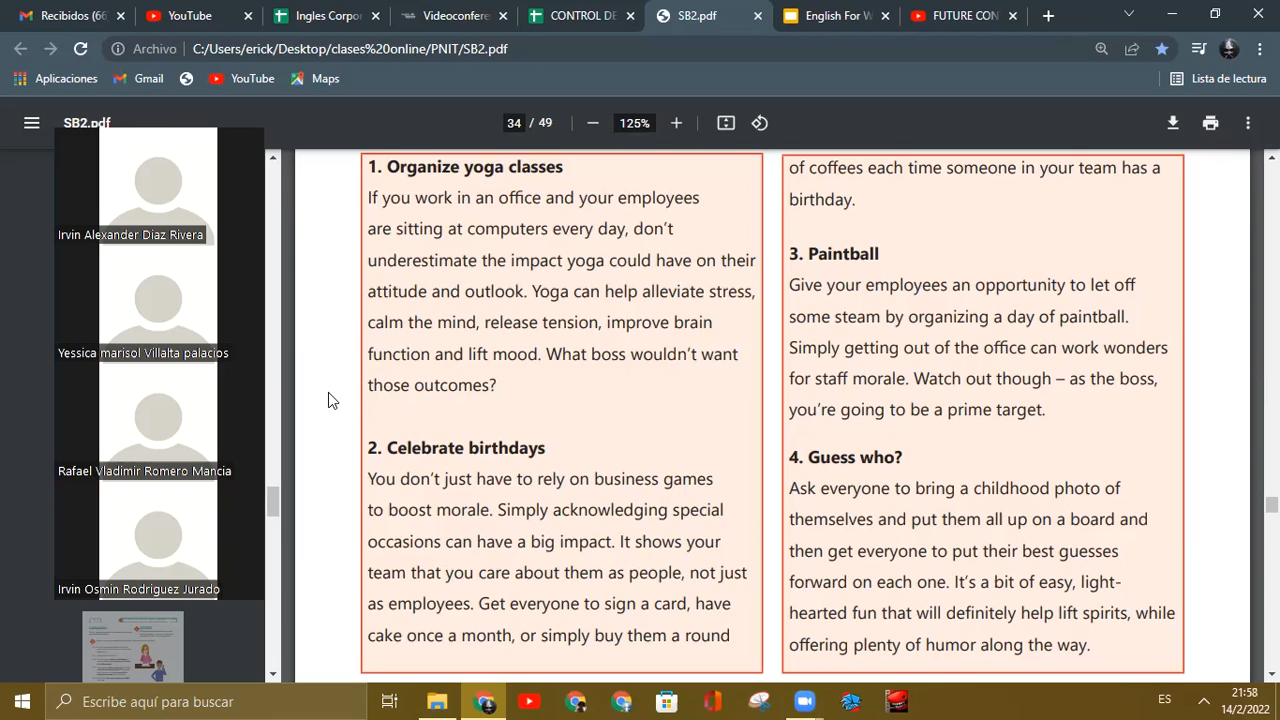 Recibidos (66
YouTube
Ingles Corpor
Videoconfere
CONTROL DE
SB2.pdf
English For W
FUTURE CON
Archivo
C:/Users/erick/Desktop/clases%20online/PNIT/SB2.pdf
Aplicaciones
Gmail
YouTube
Maps
Lista de lectura
SB2.pdf
34 / 49
125%
Irvin Alexander Diaz Rivera
Yessica marisol Villalta palacios
Rafael Vladimir Romero Mancia
Irvin Osmin Rodriguez Jurado
1. Organize yoga classes
If you work in an office and your employees
are sitting at computers every day, don't
underestimate the impact yoga could have on their
attitude and outlook. Yoga can help alleviate stress,
calm the mind, release tension, improve brain
function and lift mood. What boss wouldn't want
those outcomes?
2. Celebrate birthdays
You don't just have to rely on business games
to boost morale. Simply acknowledging special
occasions can have a big impact. It shows your
team that you care about them as people, not just
as employees. Get everyone to sign a card, have
cake once a month, or simply buy them a round
of coffees each time someone in your team has a
birthday.
3. Paintball
Give your employees an opportunity to let off
some steam by organizing a day of paintball.
Simply getting out of the office can work wonders
for staff morale. Watch out though – as the boss,
you're going to be a prime target.
4. Guess who?
Ask everyone to bring a childhood photo of
themselves and put them all up on a board and
then get everyone to put their best guesses
forward on each one. It's a bit of easy, light-
hearted fun that will definitely help lift spirits, while
offering plenty of humor along the way.
Escribe aquí para buscar
ES
21:58
14/2/2022